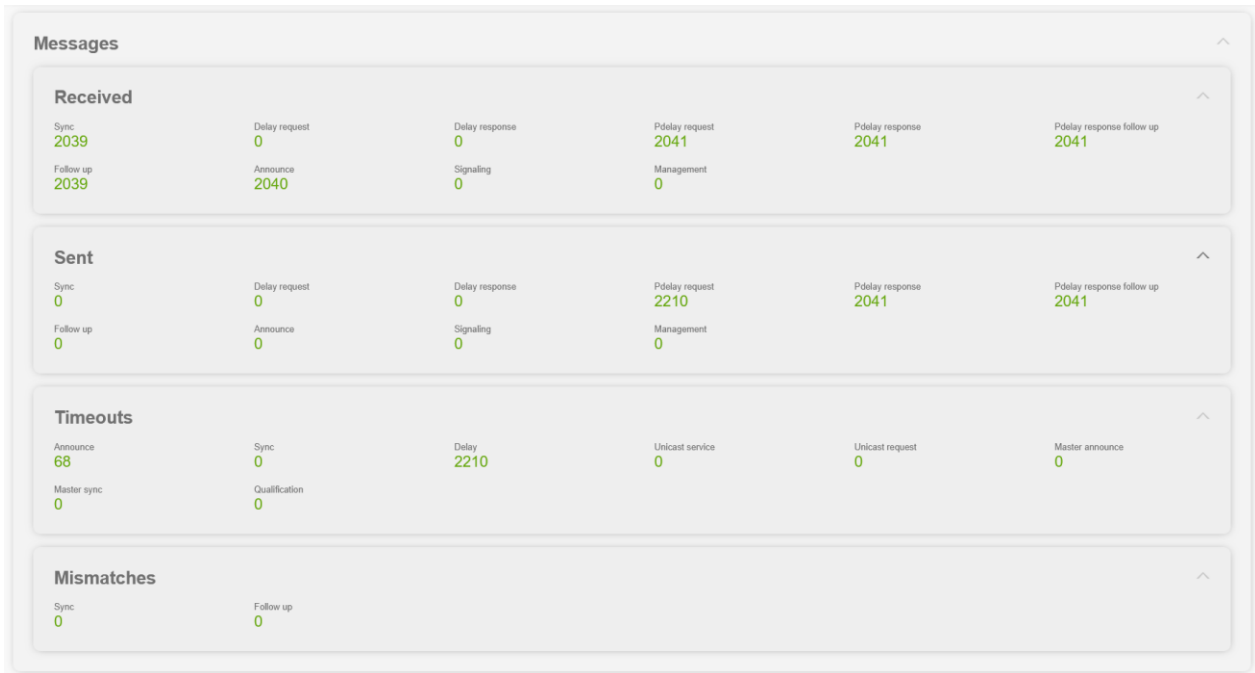 Messages
Received
Sync Delay request Delay response Pdelay request Pdelay response Pdelay response follow up
2039 0 0 2041 2041 2041
Follow up Announce Signaling Management
2039 2040 0 0
Sent
Sync Delay request Delay response Pdelay request Pdelay response Pdelay response follow up
0 0 0 2210 2041 2041
Follow up Announce Signaling Management
0 0 0 0
Timeouts
Announce Sync Delay Unicast service Unicast request Master announce
68 0 2210 0 0 0
Master sync Qualification
0 0
Mismatches
Sync Follow up
0 0